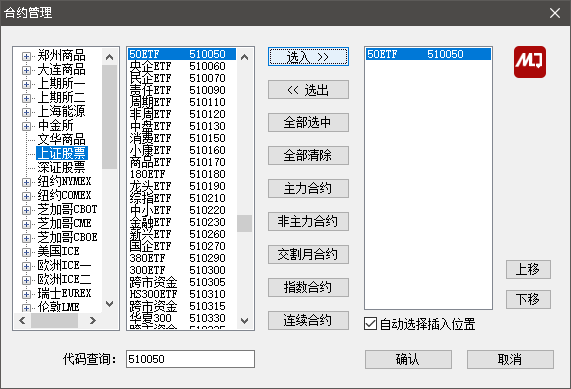 合约管理
郑州商品
大连商品
上期所一
上期所二
上海能源
中金所
文华商品
上证股票
深证股票
纽约NYMEX
纽约COMEX
芝加哥CBOT
芝加哥CME
芝加哥CBOE
美国ICE
欧洲ICE一
欧洲ICE二
瑞士EUREX
伦敦LME
50ETF 510050
央企ETF 510060
民企ETF 510070
责任ETF 510090
周期ETF 510110
非周ETF 510120
中盘ETF 510130
消费ETF 510150
小康ETF 510160
商品ETF 510170
180ETF 510180
龙头ETF 510190
综指ETF 510210
中小ETF 510220
金融ETF 510230
新兴ETF 510260
国企ETF 510270
380ETF 510290
300ETF 510300
跨市资金 510305
HS300ETF 510310
跨市资金 510315
华夏300 510330
跨市资金 510335
选入 >>
<< 选出
全部选中
全部清除
主力合约
非主力合约
交割月合约
指数合约
连续合约
50ETF 510050
上移
下移
自动选择插入位置
代码查询：
510050
确认
取消